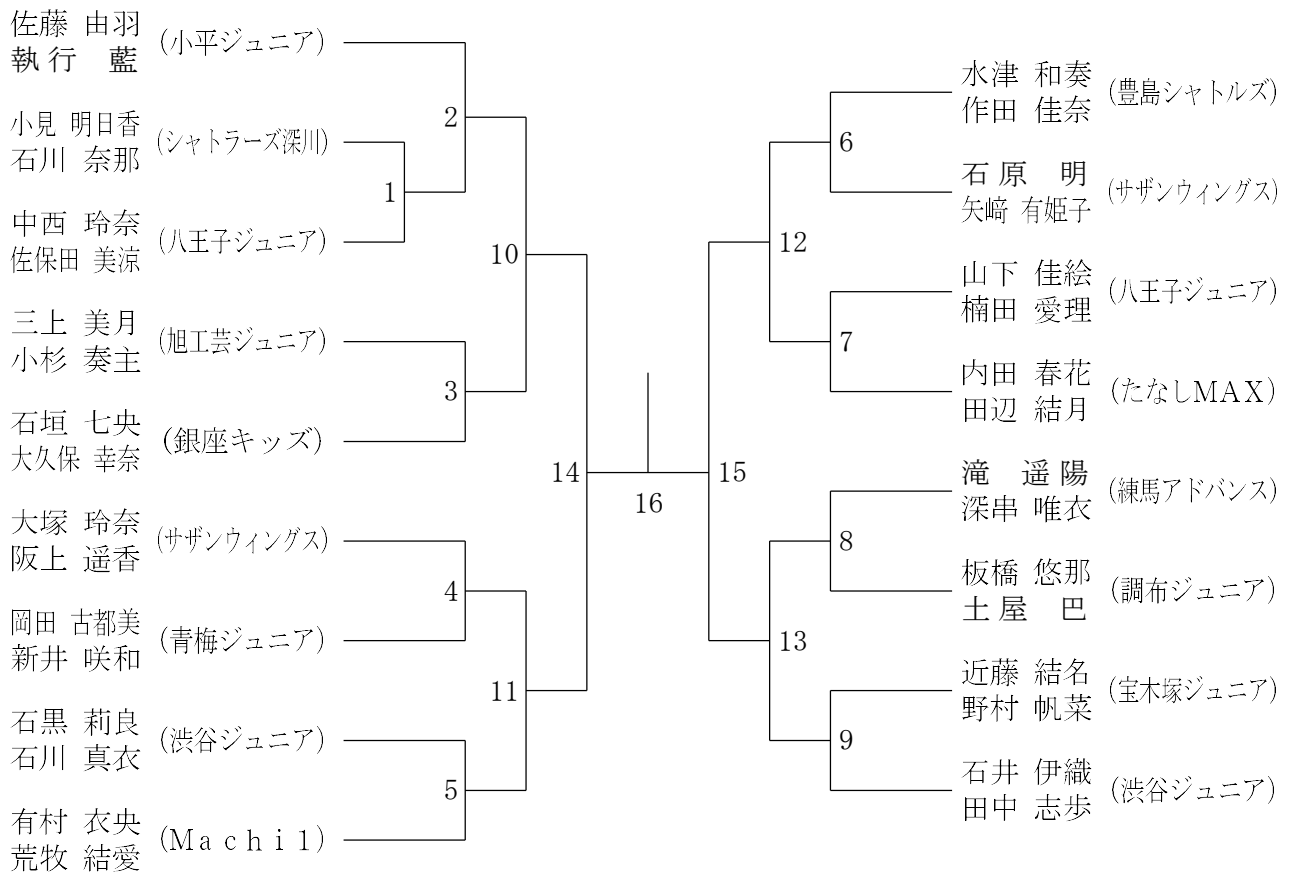 佐藤 由羽
執行 藍
(小平ジュニア)
小見 明日香
石川 奈那
(シャトラーズ深川)
中西 玲奈
佐保田 美涼
(八王子ジュニア)
三上 美月
小杉 奏主
(旭工芸ジュニア)
石垣 七央
大久保 幸奈
(銀座キッズ)
大塚 玲奈
阪上 遥香
(サザンウィングス)
岡田 古都美
新井 咲和
(青梅ジュニア)
石黒 莉良
石川 真衣
(渋谷ジュニア)
有村 衣央
荒牧 結愛
(Machi1)
2
1
10
3
14
4
11
5
16
6
12
7
15
8
13
9
水津 和奏
作田 佳奈
(豊島シャトルズ)
石原 明
矢﨑 有姫子
(サザンウィングス)
山下 佳絵
楠田 愛理
(八王子ジュニア)
内田 春花
田辺 結月
(たなしMAX)
滝 遥陽
深串 唯衣
(練馬アドバンス)
板橋 悠那
土屋 巴
(調布ジュニア)
近藤 結名
野村 帆菜
(宝木塚ジュニア)
石井 伊織
田中 志歩
(渋谷ジュニア)